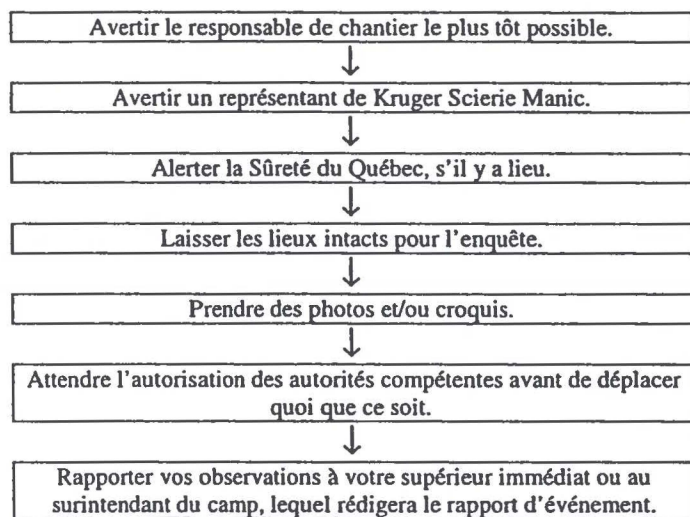 Avertir le responsable de chantier le plus tôt possible.
Avertir un représentant de Kruger Scierie Manic.
Alerter la Sûreté du Québec, s'il y a lieu.
Laisser les lieux intacts pour l'enquête.
Prendre des photos et/ou croquis.
Attendre l'autorisation des autorités compétentes avant de déplacer
quoi que ce soit.
Rapporter vos observations à votre supérieur immédiat ou au
surintendant du camp, lequel rédigera le rapport d'événement.